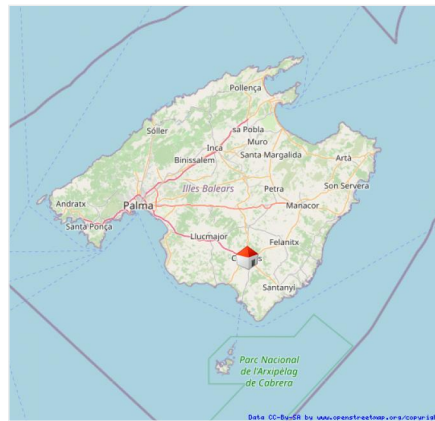 Pollença
Sóller
sa Pobla
Muro
Inca
Santa Margalida
Artà
Binissalem
Illes Balears
Petra
Son Servera
Andratx
Palma
Manacor
Santa Ponça
Llucmajor
Felanitx
Santanyí
Parc Nacional
de l'Arxipèlag
de Cabrera
Data CC-By-SA by www.openstreetmap.org/copyrigh